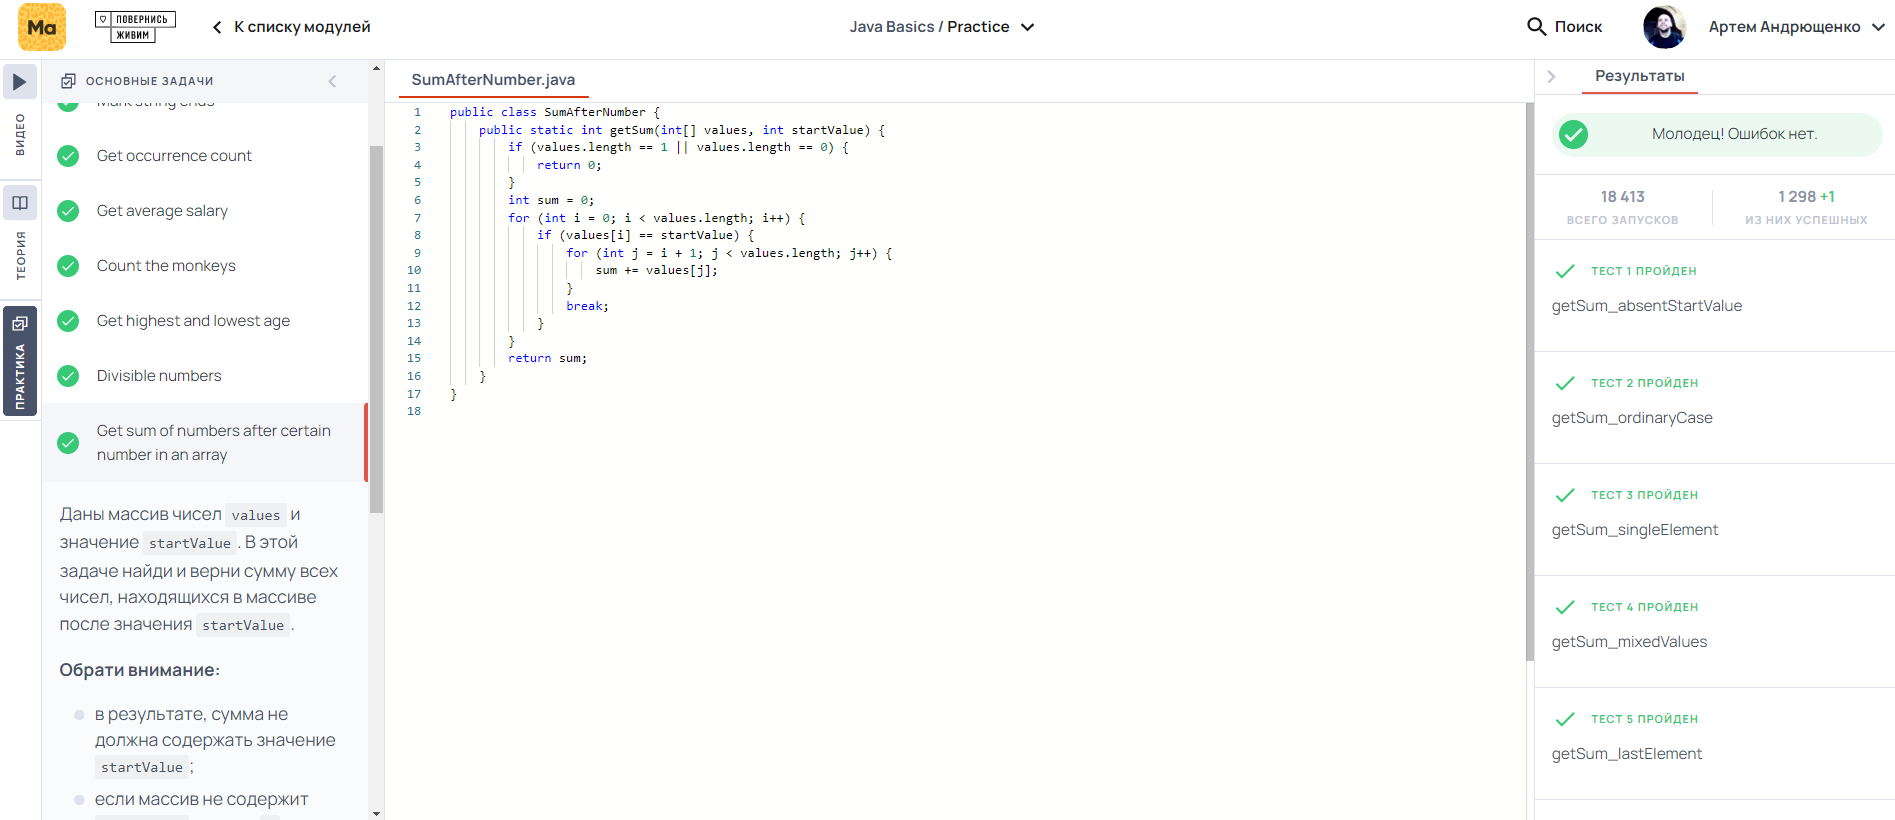 Ma
ПОВЕРНИСЬ
ЖИВИМ
К списку модулей
Java Basics / Practice
Поиск
Артем Андрющенко
ВИДЕО
ТЕОРИЯ
ПРАКТИКА
ОСНОВНЫЕ ЗАДАЧИ
Mark string ends
Get occurrence count
Get average salary
Count the monkeys
Get highest and lowest age
Divisible numbers
Get sum of numbers after certain
number in an array
Даны массив чисел values и
значение startValue. В этой
задаче найди и верни сумму всех
чисел, находящихся в массиве
после значения startValue.
Обрати внимание:
в результате, сумма не
должна содержать значение
startValue;
если массив не содержит
SumAfterNumber.java
1 public class SumAfterNumber {
2 public static int getSum(int[] values, int startValue) {
3 if (values.length == 1 || values.length == 0) {
4 return 0;
5 }
6 int sum = 0;
7 for (int i = 0; i < values.length; i++) {
8 if (values[i] == startValue) {
9 for (int j = i + 1; j < values.length; j++) {
10 sum += values[j];
11 }
12 break;
13 }
14 }
15 return sum;
16 }
17 }
18
Результаты
Молодец! Ошибок нет.
18 413
ВСЕГО ЗАПУСКОВ
1 298 +1
ИЗ НИХ УСПЕШНЫХ
ТЕСТ 1 ПРОЙДЕН
getSum_absentStartValue
ТЕСТ 2 ПРОЙДЕН
getSum_ordinaryCase
ТЕСТ 3 ПРОЙДЕН
getSum_singleElement
ТЕСТ 4 ПРОЙДЕН
getSum_mixedValues
ТЕСТ 5 ПРОЙДЕН
getSum_lastElement